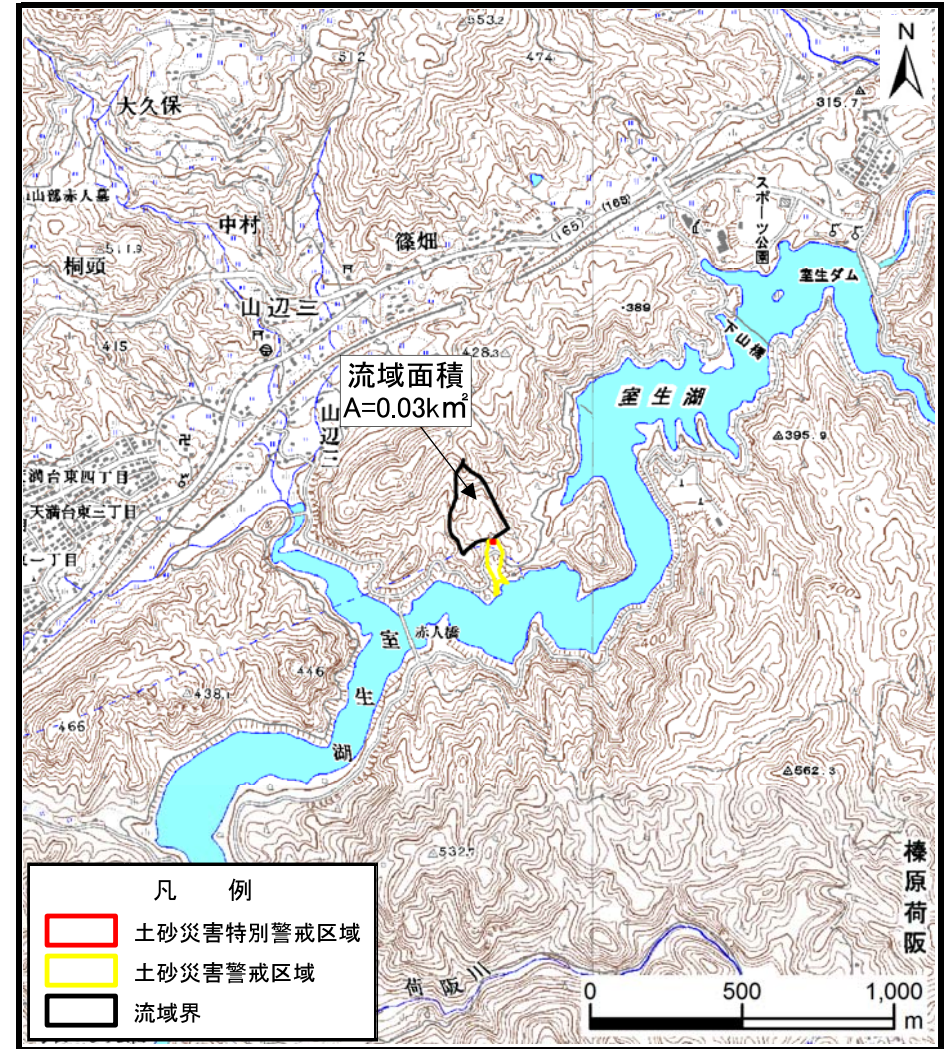 553.2
N
512
474
大久保
315.7
山部赤人墓
スポーツ公園
中村
(165)
(165)
篠畑
511.9
桐頭
室生ダム
山辺三
389
下山橋
415
428.3
流域面積
A=0.03km²
室生湖
山辺三
395.9
天満台東四丁目
天満台東二丁目
一丁目
400
赤人橋
室生湖
446
438.1
466
562.3
532.7
榛原荷阪
凡 例
土砂災害特別警戒区域
土砂災害警戒区域
流域界
荷阪川
0 500 1,000
m